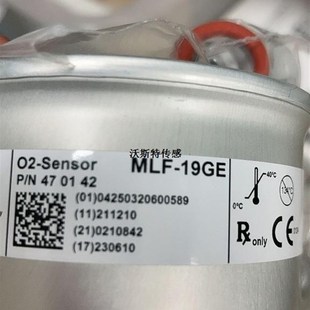 沃斯特传感
O2-Sensor MLF-19GE
P/N 47 01 42
(01)04250320600589
(11)211210
(21)0210842
(17)230610
40°C
0°C
134°C
Rx only CE